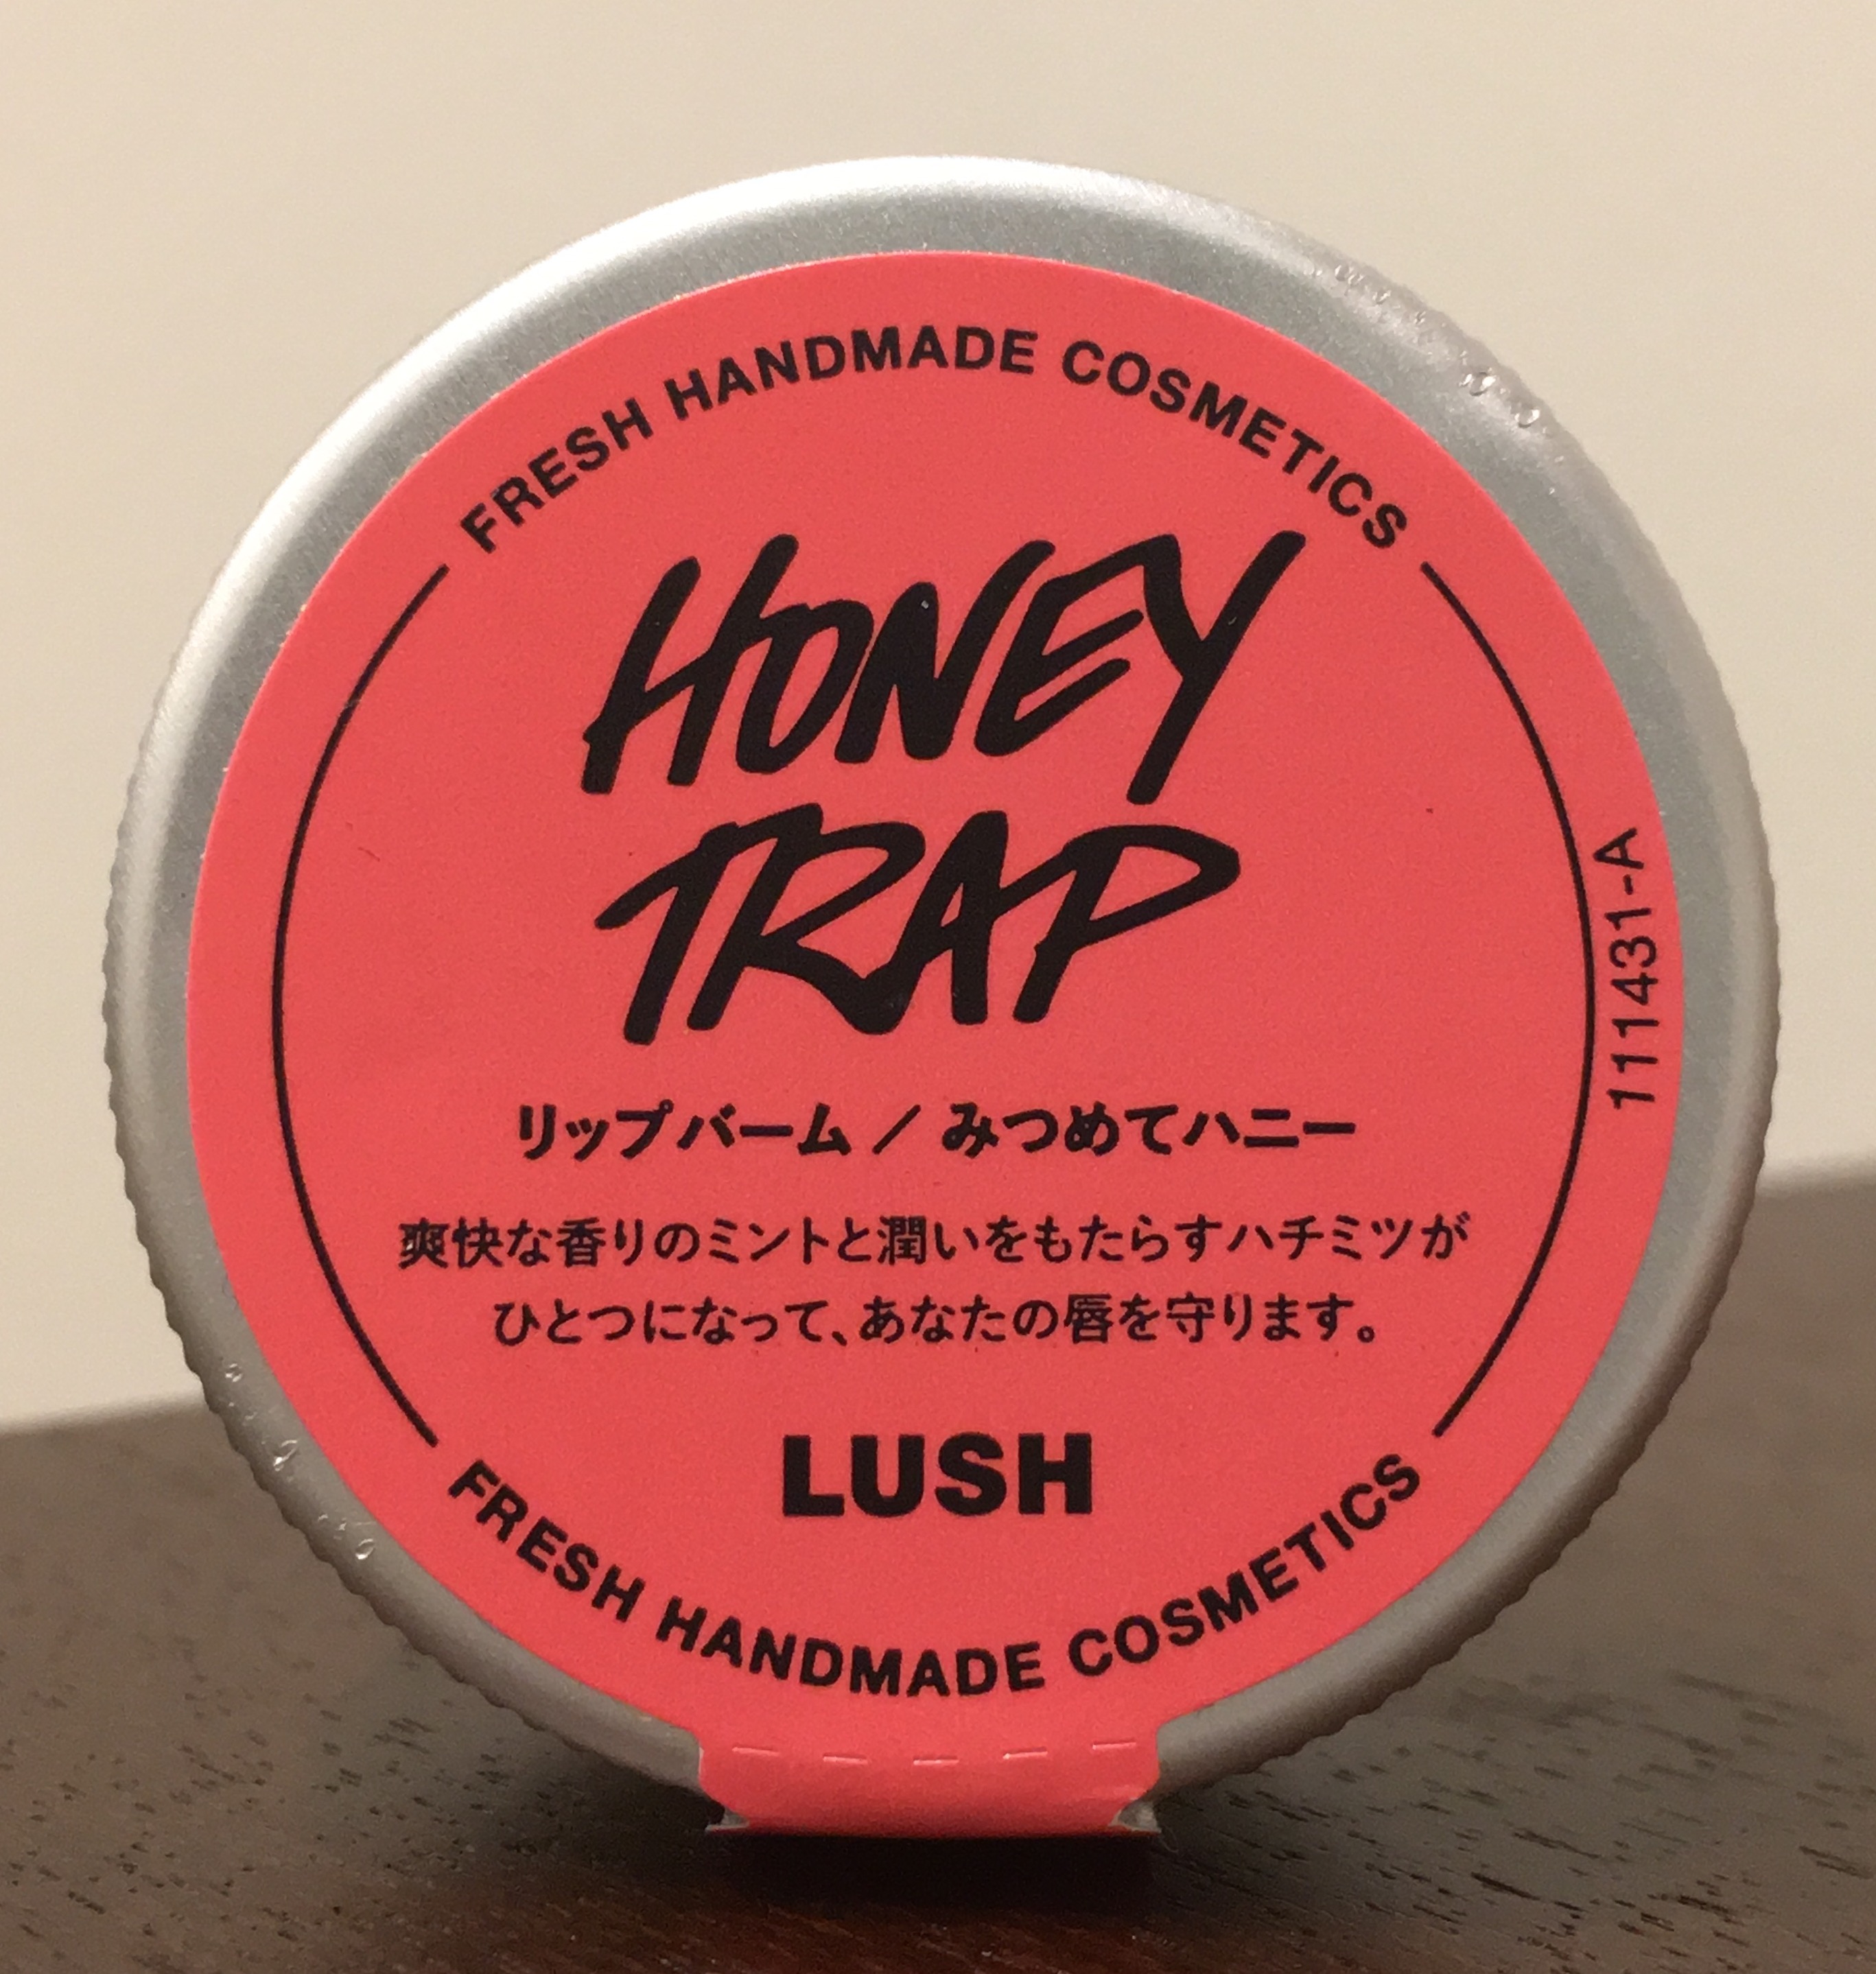 FRESH HANDMADE COSMETICS
HONEY
TRAP
リップバーム／みつめてハニー
爽快な香りのミントと潤いをもたらすハチミツが
ひとつになって、あなたの唇を守ります。
LUSH
FRESH HANDMADE COSMETICS
111431-A